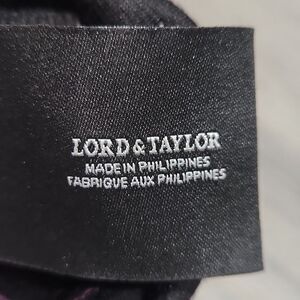 LORD & TAYLOR
MADE IN PHILIPPINES
FABRIQUE AUX PHILIPPINES